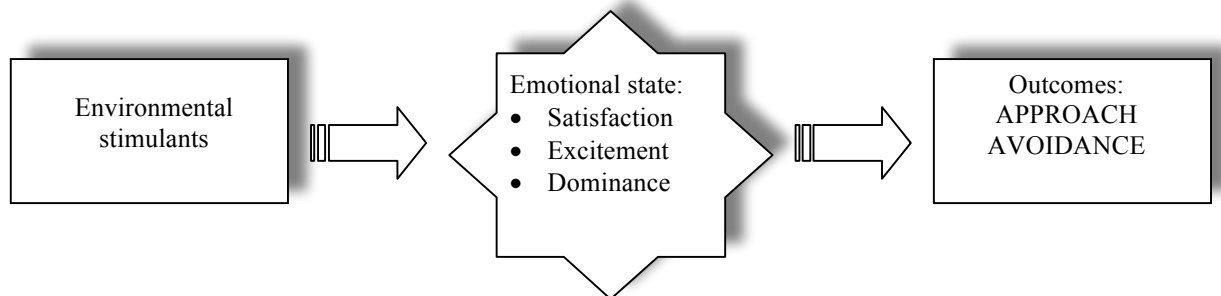 Environmental
stimulants
Emotional state:
• Satisfaction
• Excitement
• Dominance
Outcomes:
APPROACH
AVOIDANCE